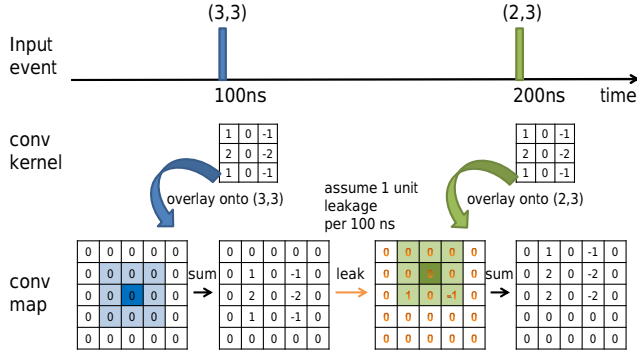 (3,3) (2,3)
Input
event
100ns 200ns time
conv
kernel
1 0 -1
2 0 -2
1 0 -1
1 0 -1
2 0 -2
1 0 -1
overlay onto (3,3)
assume 1 unit
leakage
per 100 ns
overlay onto (2,3)
conv
map
0 0 0 0 0
0 0 0 0 0
0 0 0 0 0
0 0 0 0 0
0 0 0 0 0
sum
0 0 0 0 0
0 1 0 -1 0
0 2 0 -2 0
0 1 0 -1 0
0 0 0 0 0
leak
0 0 0 0 0
0 0 0 0 0
0 1 0 -1 0
0 0 0 0 0
0 0 0 0 0
sum
0 1 0 -1 0
0 2 0 -2 0
0 2 0 -2 0
0 0 0 0 0
0 0 0 0 0